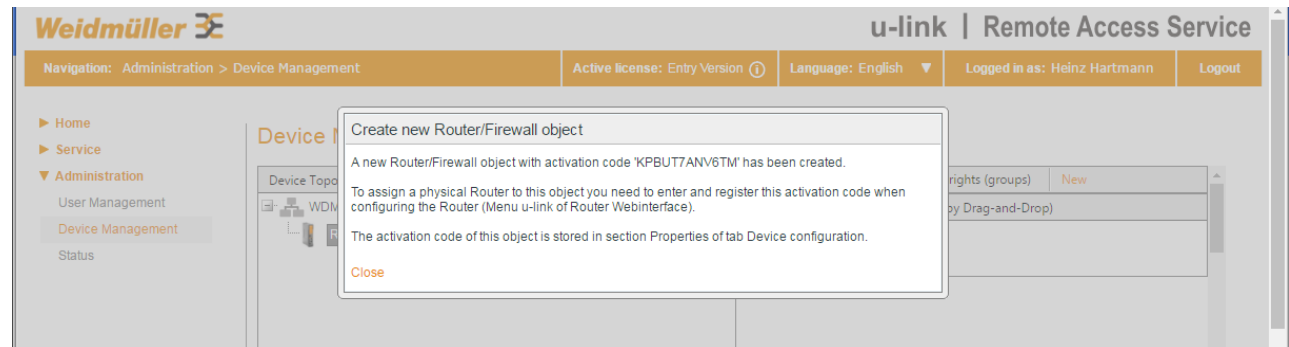 Weidmüller
u-link | Remote Access Service
Navigation: Administration > Device Management
Active license: Entry Version
Language: English
Logged in as: Heinz Hartmann
Logout
Home
Service
Administration
User Management
Device Management
Status
Device
Device Topo
WDM
R
Create new Router/Firewall object
A new Router/Firewall object with activation code 'KPBUT7ANV6TM' has been created.
To assign a physical Router to this object you need to enter and register this activation code when
configuring the Router (Menu u-link of Router Webinterface).
The activation code of this object is stored in section Properties of tab Device configuration.
Close
rights (groups)
New
by Drag-and-Drop)